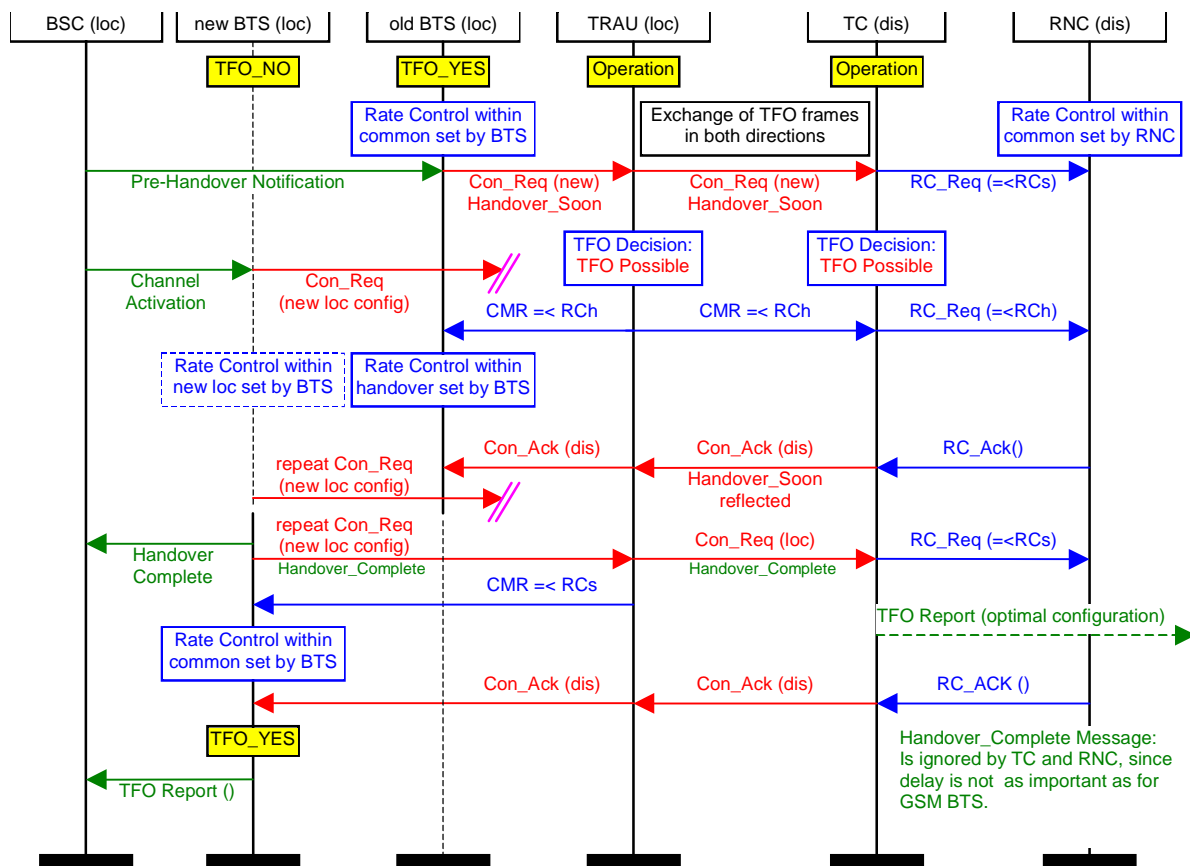 BSC (loc)
new BTS (loc)
old BTS (loc)
TRAU (loc)
TC (dis)
RNC (dis)
TFO_NO
TFO_YES
Operation
Operation
Rate Control within
common set by BTS
Exchange of TFO frames
in both directions
Rate Control within
common set by RNC
Pre-Handover Notification
Con_Req (new)
Handover_Soon
Con_Req (new)
Handover_Soon
RC_Req (=<RCs)
TFO Decision:
TFO Possible
TFO Decision:
TFO Possible
Channel
Activation
Con_Req
(new loc config)
CMR =< RCh
CMR =< RCh
RC_Req (=<RCh)
Rate Control within
new loc set by BTS
Rate Control within
handover set by BTS
Con_Ack (dis)
Con_Ack (dis)
RC_Ack()
Handover_Soon
reflected
repeat Con_Req
(new loc config)
repeat Con_Req
(new loc config)
Handover_Complete
Handover
Complete
Con_Req (loc)
Handover_Complete
RC_Req (=<RCs)
CMR =< RCs
TFO Report (optimal configuration)
Rate Control within
common set by BTS
Con_Ack (dis)
Con_Ack (dis)
RC_ACK ()
TFO_YES
Handover_Complete Message:
Is ignored by TC and RNC, since
delay is not  as important as for
GSM BTS.
TFO Report ()